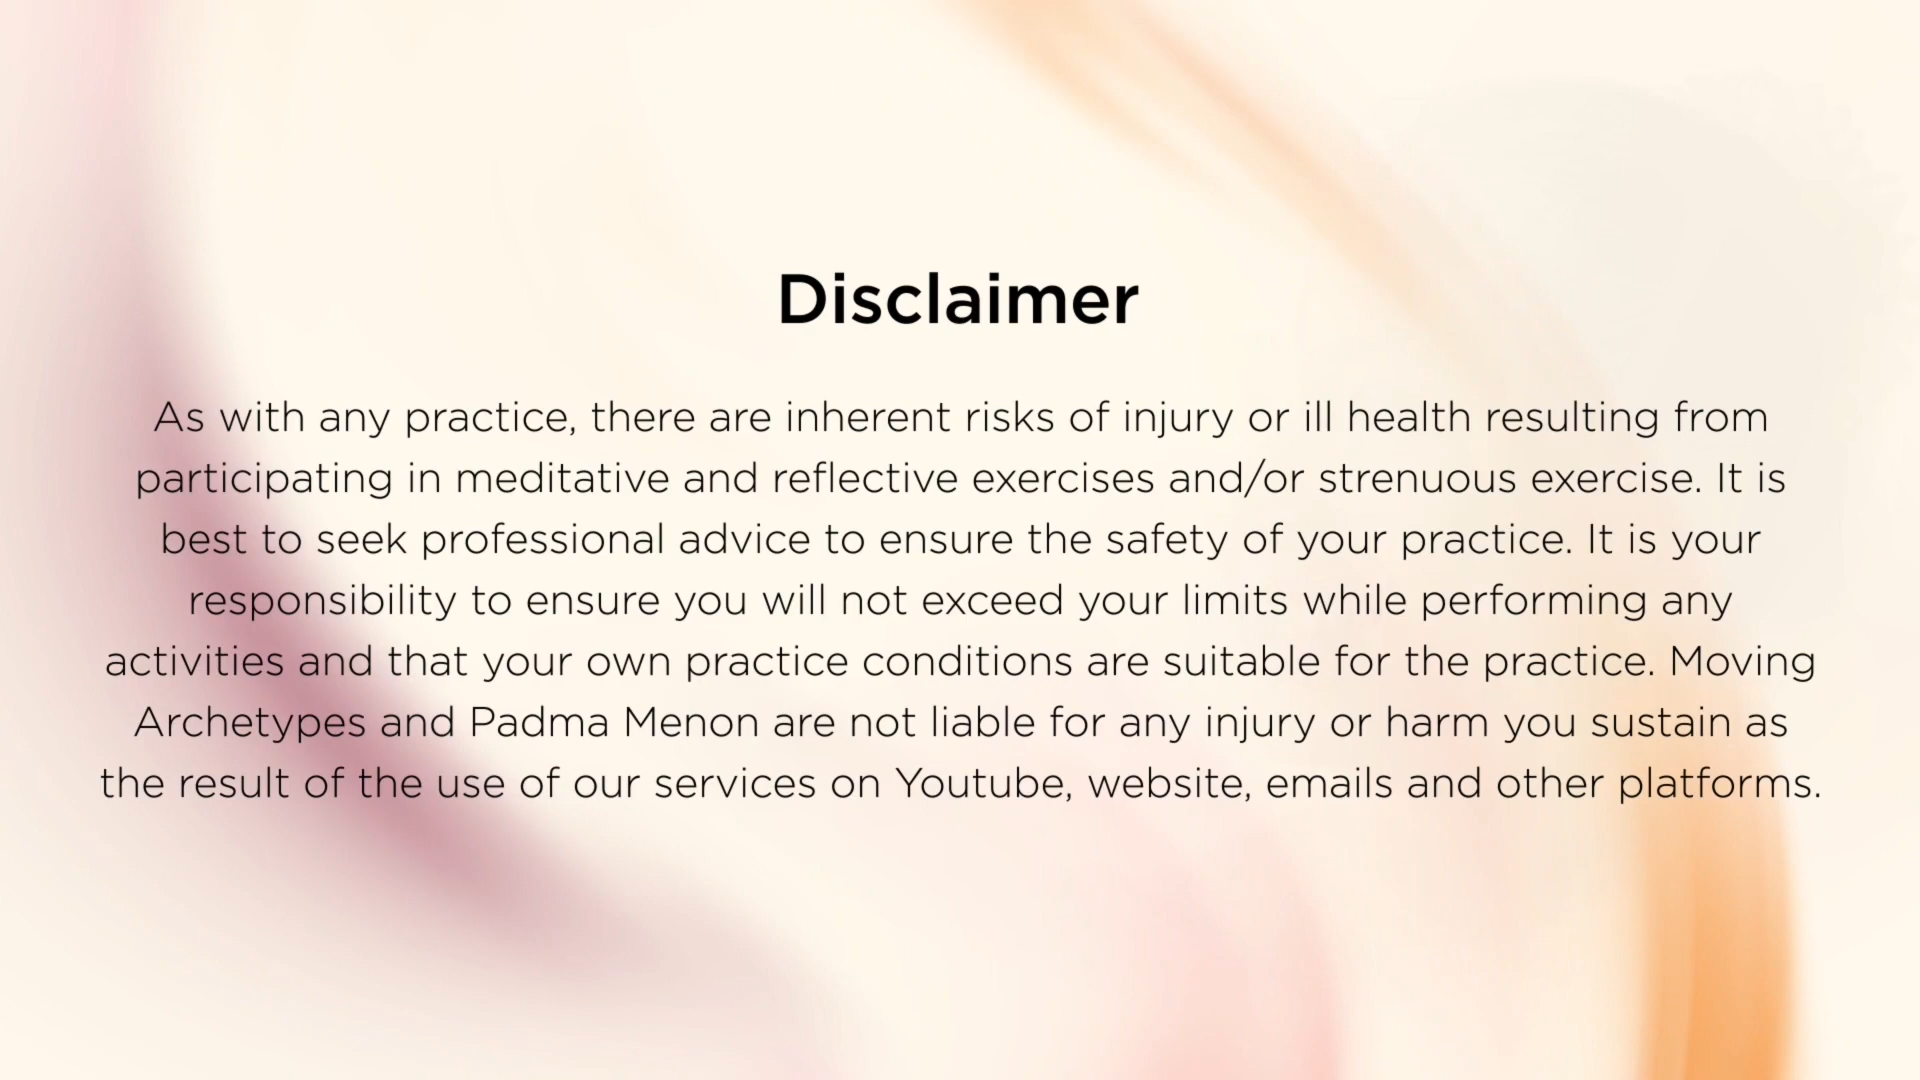 Disclaimer
As with any practice, there are inherent risks of injury or ill health resulting from
participating in meditative and reflective exercises and/or strenuous exercise. It is
best to seek professional advice to ensure the safety of your practice. It is your
responsibility to ensure you will not exceed your limits while performing any
activities and that your own practice conditions are suitable for the practice. Moving
Archetypes and Padma Menon are not liable for any injury or harm you sustain as
the result of the use of our services on Youtube, website, emails and other platforms.